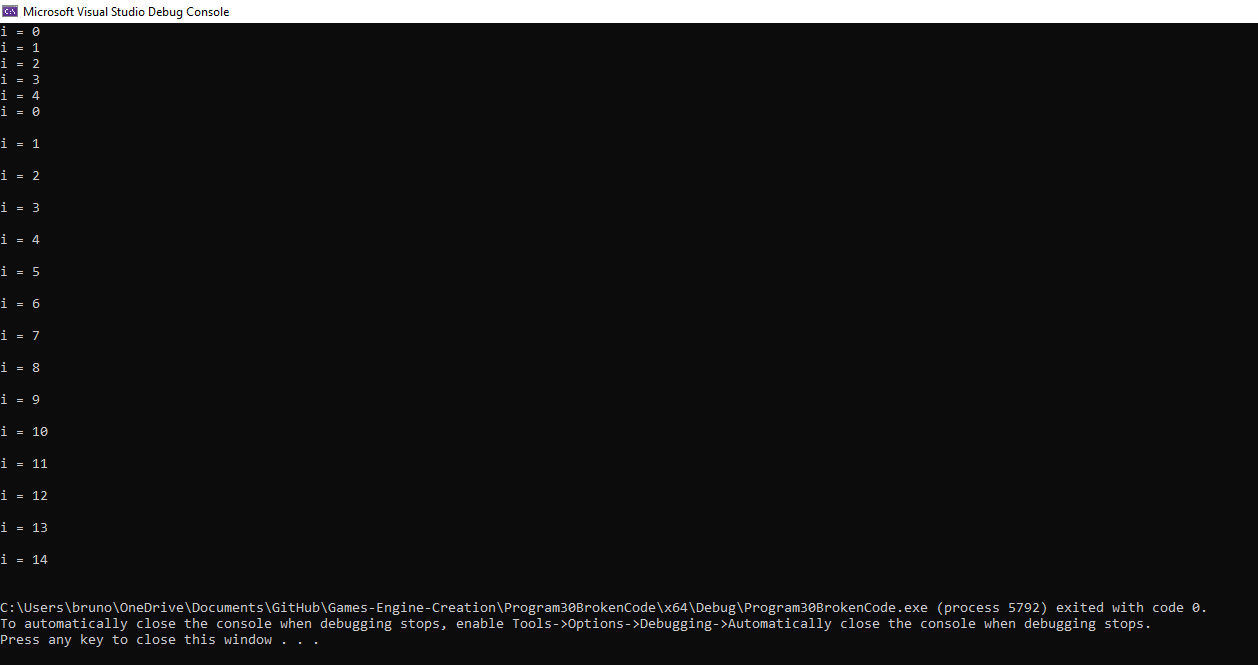 Microsoft Visual Studio Debug Console
i = 0
i = 1
i = 2
i = 3
i = 4
i = 0
i = 1
i = 2
i = 3
i = 4
i = 5
i = 6
i = 7
i = 8
i = 9
i = 10
i = 11
i = 12
i = 13
i = 14
C:\Users\bruno\OneDrive\Documents\GitHub\Games-Engine-Creation\Program30BrokenCode\x64\Debug\Program30BrokenCode.exe (process 5792) exited with code 0.
To automatically close the console when debugging stops, enable Tools->Options->Debugging->Automatically close the console when debugging stops.
Press any key to close this window . . .